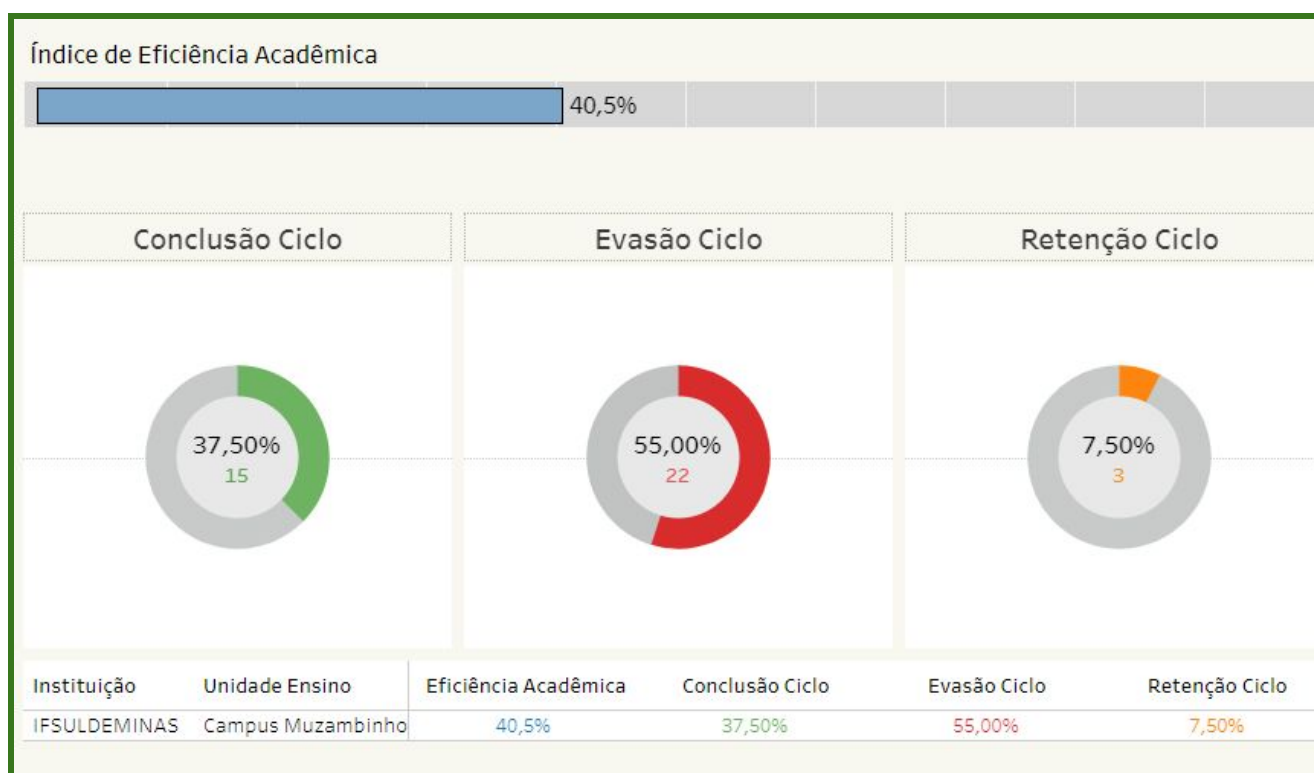 Índice de Eficiência Acadêmica
40,5%
Conclusão Ciclo
Evasão Ciclo
Retenção Ciclo
37,50%
15
55,00%
22
7,50%
3
Instituição Unidade Ensino Eficiência Acadêmica Conclusão Ciclo Evasão Ciclo Retenção Ciclo
IFSULDEMINAS Campus Muzambinho 40,5% 37,50% 55,00% 7,50%